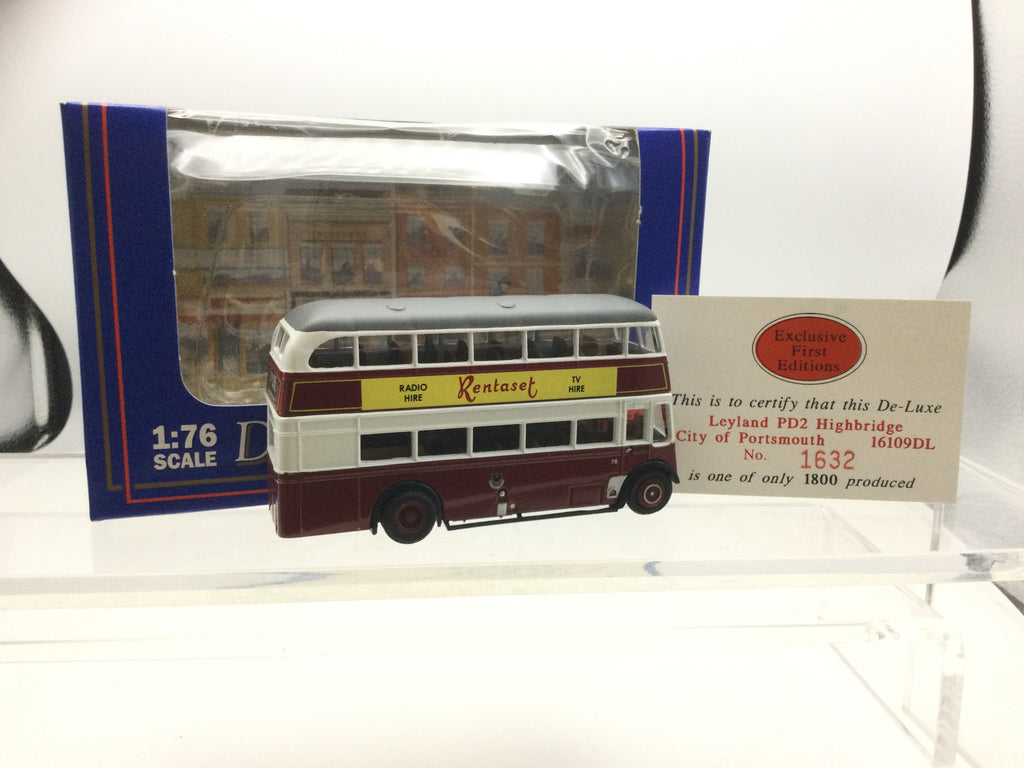 1:76
SCALE
D
RADIO
HIRE
Rentaset
TV
HIRE
Exclusive
First
Editions
This is to certify that this De-Luxe
Leyland PD2 Highbridge
City of Portsmouth 16109DL
No. 1632
is one of only 1800 produced